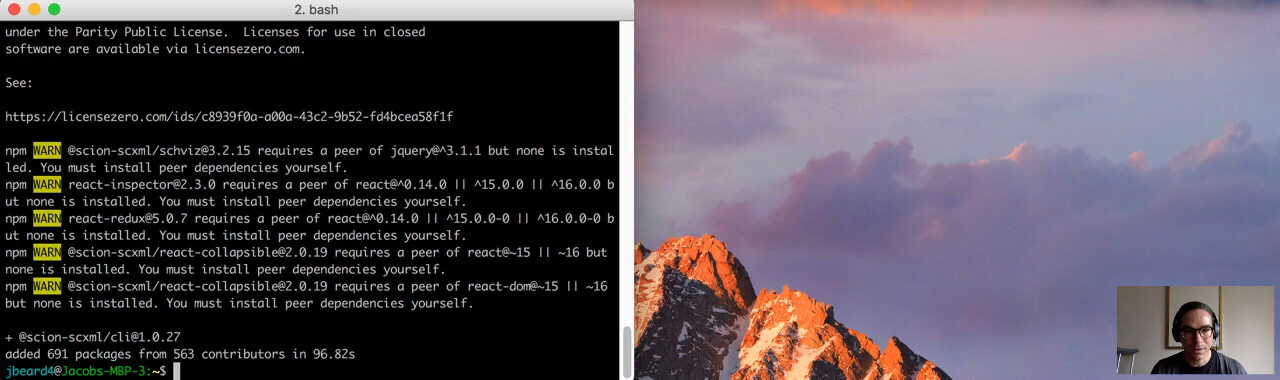 2. bash
under the Parity Public License.  Licenses for use in closed
software are available via licensezero.com.
See:
https://licensezero.com/ids/c8939f0a-a00a-43c2-9b52-fd4bcea58f1f
npm WARN @scion-scxml/schviz@3.2.15 requires a peer of jquery@^3.1.1 but none is instal
led. You must install peer dependencies yourself.
npm WARN react-inspector@2.3.0 requires a peer of react@^0.14.0 || ^15.0.0 || ^16.0.0 b
ut none is installed. You must install peer dependencies yourself.
npm WARN react-redux@5.0.7 requires a peer of react@^0.14.0 || ^15.0.0-0 || ^16.0.0-0 b
ut none is installed. You must install peer dependencies yourself.
npm WARN @scion-scxml/react-collapsible@2.0.19 requires a peer of react@~15 || ~16 but
none is installed. You must install peer dependencies yourself.
npm WARN @scion-scxml/react-collapsible@2.0.19 requires a peer of react-dom@~15 || ~16
but none is installed. You must install peer dependencies yourself.
+ @scion-scxml/cli@1.0.27
added 691 packages from 563 contributors in 96.82s
jbeard4@Jacobs-MBP-3:~$